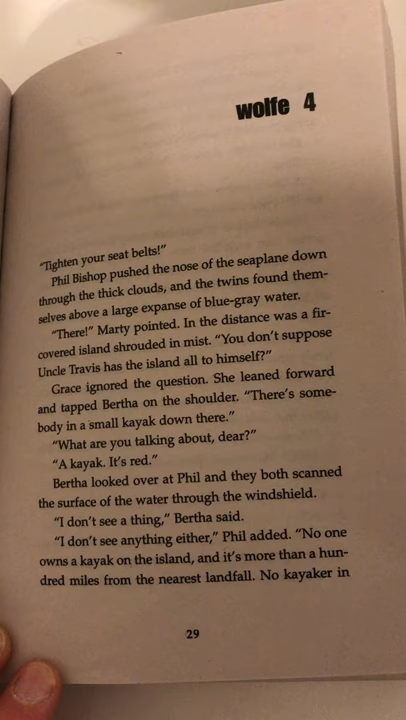 wolfe 4
"Tighten your seat belts!"
Phil Bishop pushed the nose of the seaplane down
through the thick clouds, and the twins found them-
selves above a large expanse of blue-gray water.
"There!" Marty pointed. In the distance was a fir-
covered island shrouded in mist. "You don't suppose
Uncle Travis has the island all to himself?"
Grace ignored the question. She leaned forward
and tapped Bertha on the shoulder. "There's some-
body in a small kayak down there."
"What are you talking about, dear?"
"A kayak. It's red."
Bertha looked over at Phil and they both scanned
the surface of the water through the windshield.
"I don't see a thing," Bertha said.
"I don't see anything either," Phil added. "No one
owns a kayak on the island, and it's more than a hun-
dred miles from the nearest landfall. No kayaker in
29